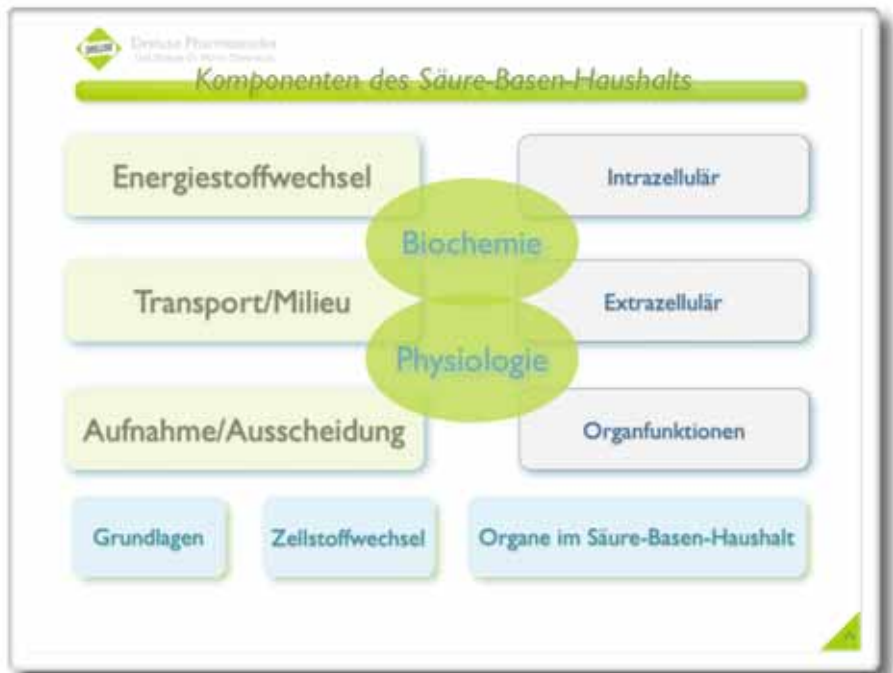 Komponenten des Säure-Basen-Haushalts
Energiestoffwechsel
Intrazellulär
Biochemie
Transport/Milieu
Extrazellulär
Physiologie
Aufnahme/Ausscheidung
Organfunktionen
Grundlagen
Zellstoffwechsel
Organe im Säure-Basen-Haushalt